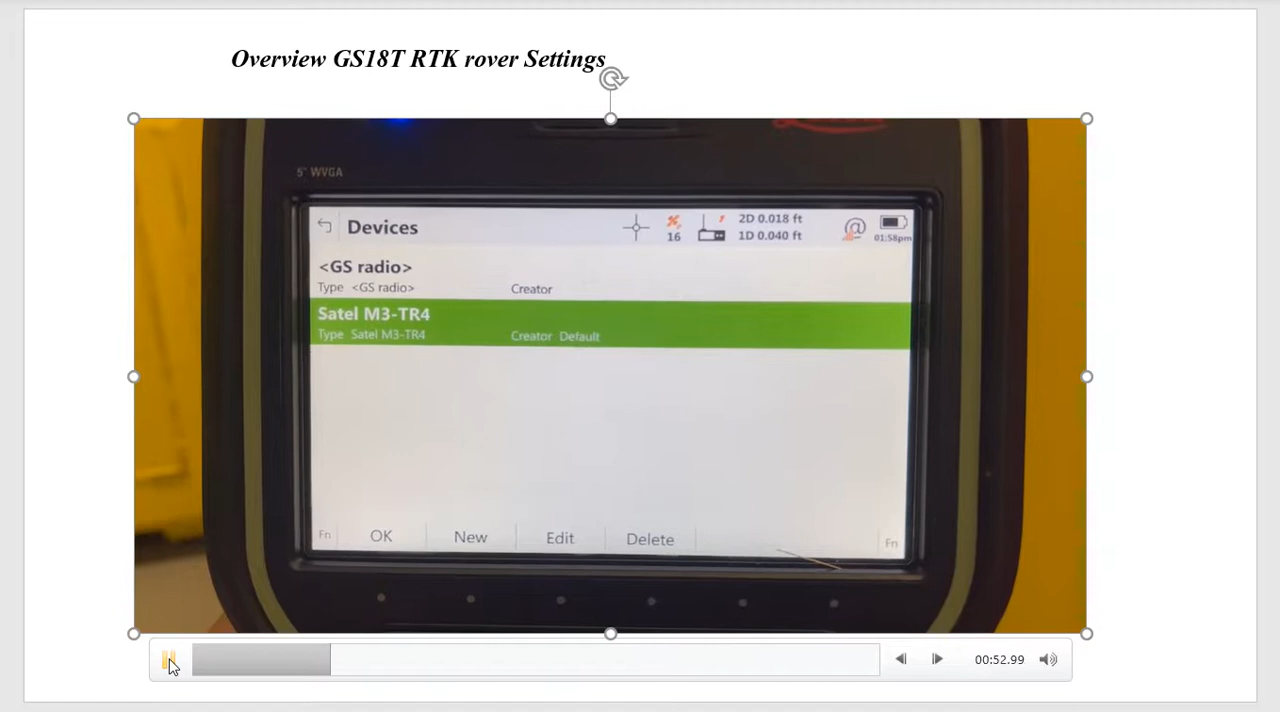 Overview GS18T RTK rover Settings
5" WVGA
Devices
16
2D 0.018 ft
1D 0.040 ft
@
01:58pm
<GS radio>
Type <GS radio> Creator
Satel M3-TR4
Type Satel M3-TR4 Creator Default
Fn OK New Edit Delete Fn
00:52.99